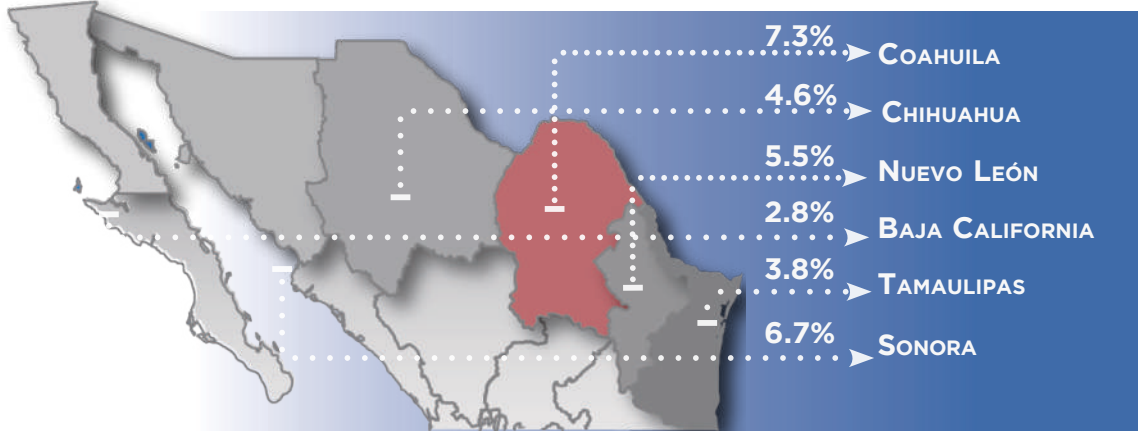 7.3% Coahuila
4.6% Chihuahua
5.5% Nuevo León
2.8% Baja California
3.8% Tamaulipas
6.7% Sonora